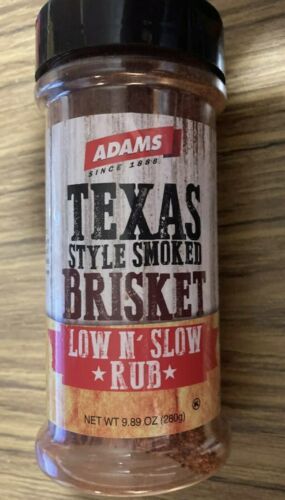 ADAMS
SINCE 1888
TEXAS
STYLE SMOKED
BRISKET
LOW N' SLOW
RUB
NET WT 9.89 OZ (280g)